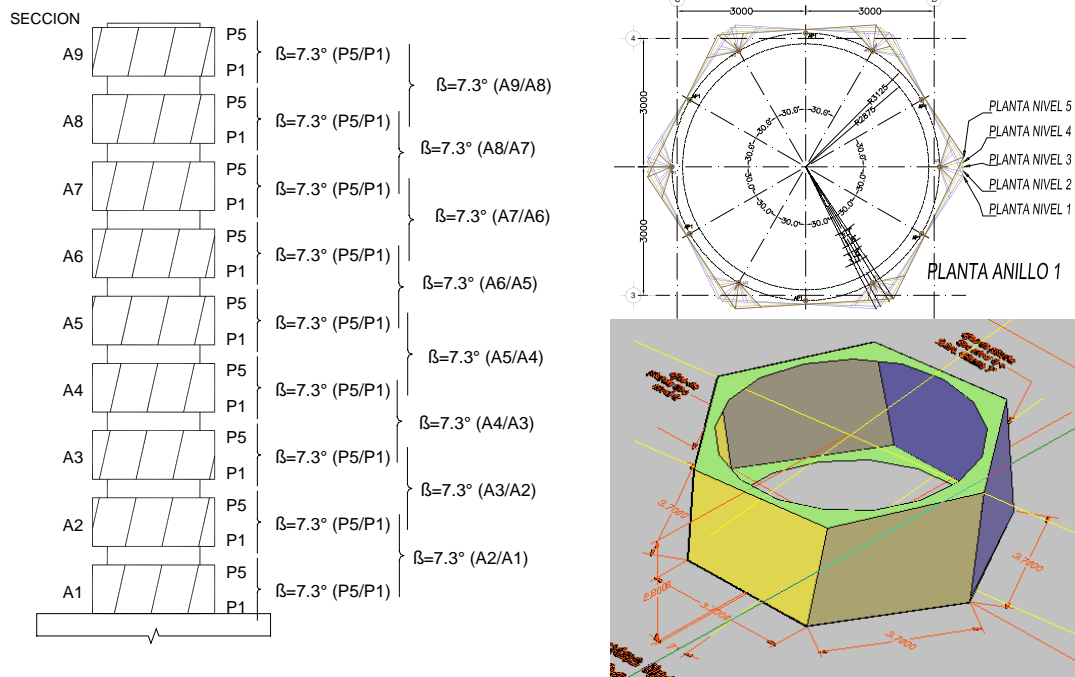 SECCION
A9
P5
P1
ß=7.3° (P5/P1)
ß=7.3° (A9/A8)
A8
P5
P1
ß=7.3° (P5/P1)
ß=7.3° (A8/A7)
A7
P5
P1
ß=7.3° (P5/P1)
ß=7.3° (A7/A6)
A6
P5
P1
ß=7.3° (P5/P1)
ß=7.3° (A6/A5)
A5
P5
P1
ß=7.3° (P5/P1)
ß=7.3° (A5/A4)
A4
P5
P1
ß=7.3° (P5/P1)
ß=7.3° (A4/A3)
A3
P5
P1
ß=7.3° (P5/P1)
ß=7.3° (A3/A2)
A2
P5
P1
ß=7.3° (P5/P1)
ß=7.3° (A2/A1)
A1
P5
P1
ß=7.3° (P5/P1)
3000
3000
4
3000
3000
3
R3125
R2875
30.0°
30.0°
30.0°
30.0°
30.0°
30.0°
30.0°
30.0°
30.0°
30.0°
30.0°
30.0°
PLANTA NIVEL 5
PLANTA NIVEL 4
PLANTA NIVEL 3
PLANTA NIVEL 2
PLANTA NIVEL 1
PLANTA ANILLO 1
3.7000
3.7000
3.7000